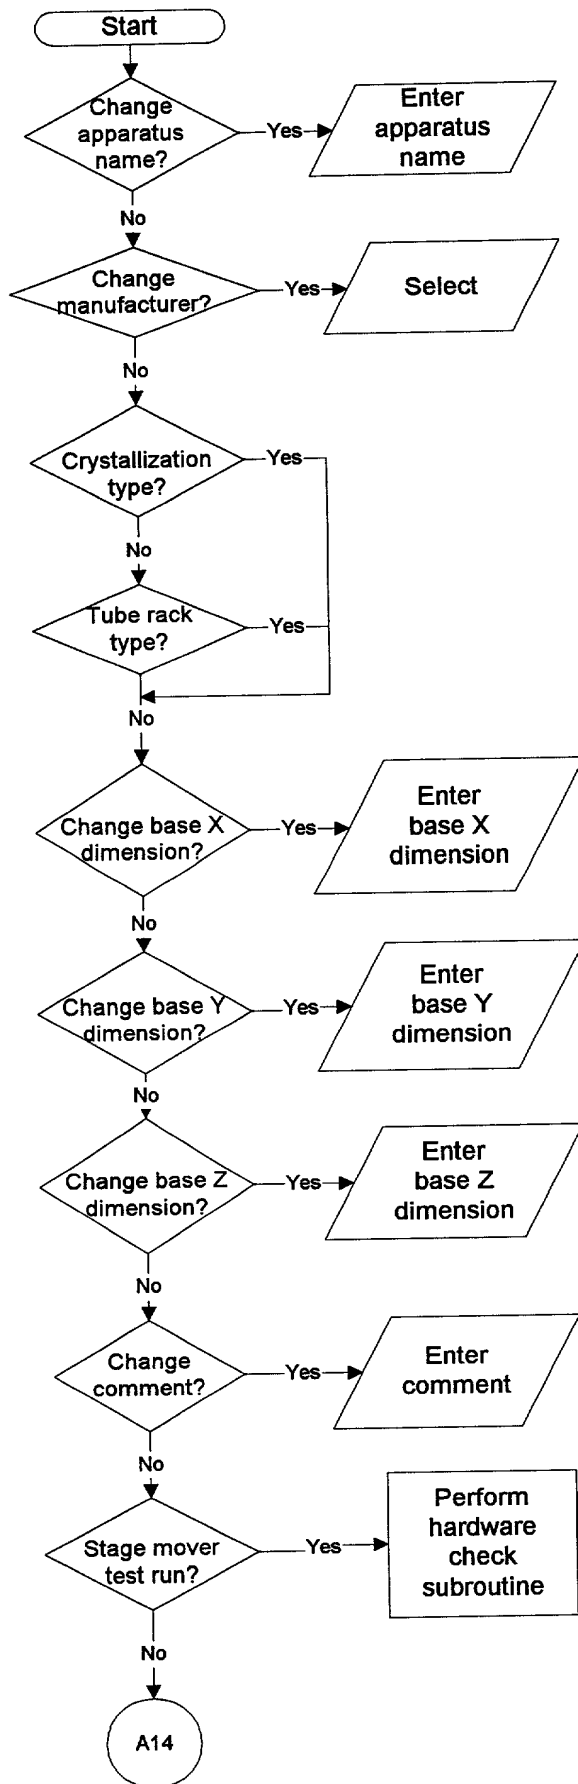 Start
Change
apparatus
name?
Yes
Enter
apparatus
name
No
Change
manufacturer?
Yes
Select
No
Crystallization
type?
Yes
No
Tube rack
type?
Yes
No
Change base X
dimension?
Yes
Enter
base X
dimension
No
Change base Y
dimension?
Yes
Enter
base Y
dimension
No
Change base Z
dimension?
Yes
Enter
base Z
dimension
No
Change
comment?
Yes
Enter
comment
No
Stage mover
test run?
Yes
Perform
hardware
check
subroutine
No
A14